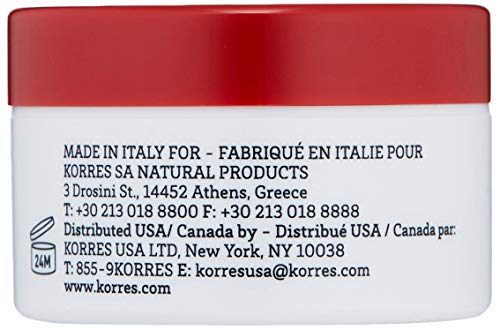 MADE IN ITALY FOR - FABRIQUÉ EN ITALIE POUR
KORRES SA NATURAL PRODUCTS
3 Drosini St., 14452 Athens, Greece
T: +30 213 018 8800 F: +30 213 018 8888
Distributed USA/ Canada by - Distribué USA / Canada par:
KORRES USA LTD, New York, NY 10038
T: 855-9KORRES E: korresusa@korres.com
www.korres.com
24M